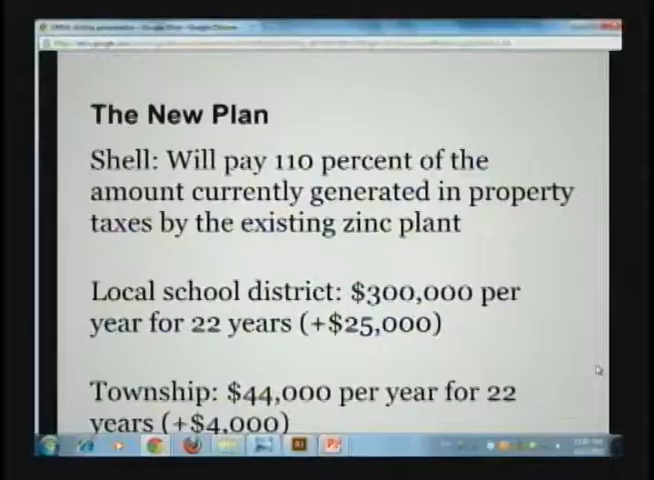 The New Plan
Shell: Will pay 110 percent of the
amount currently generated in property
taxes by the existing zinc plant
Local school district: $300,000 per
year for 22 years (+$25,000)
Township: $44,000 per year for 22
years (+$4,000)